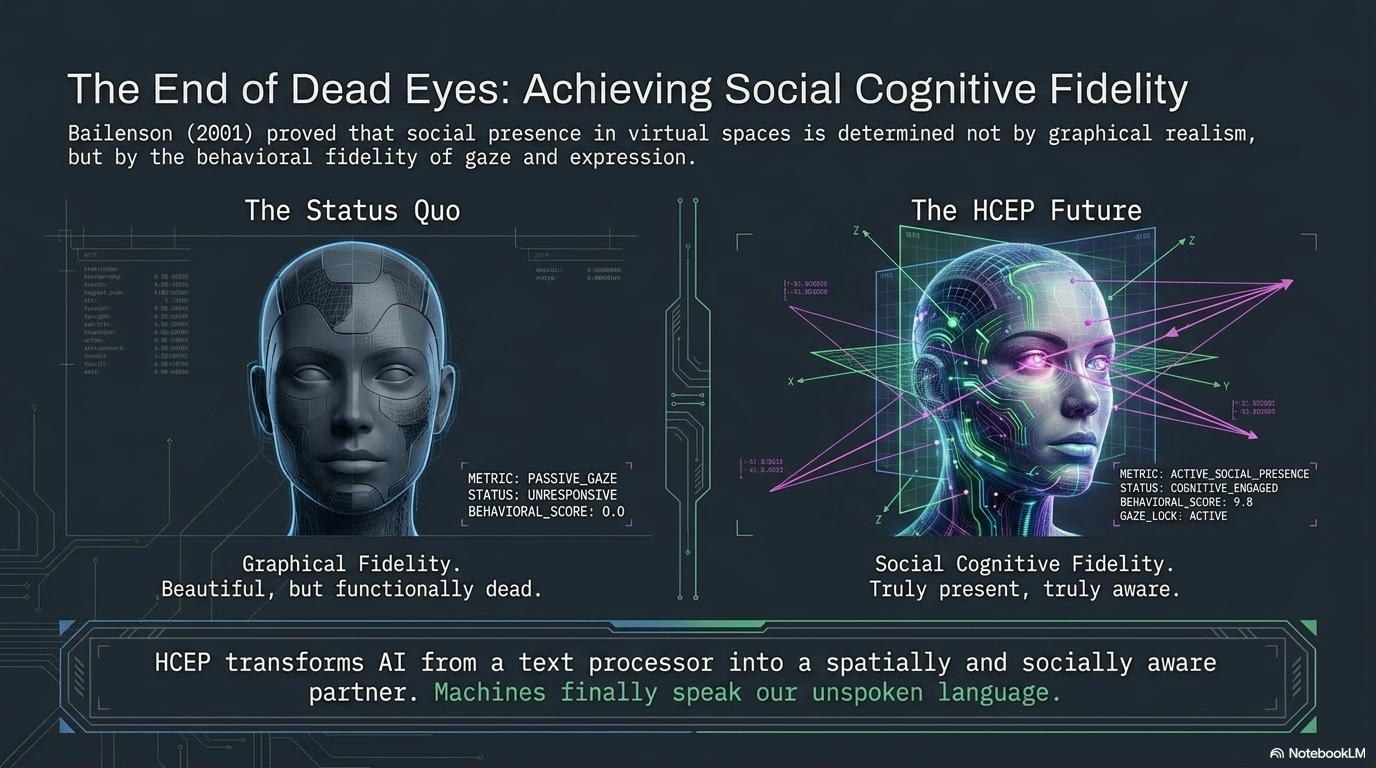 The End of Dead Eyes: Achieving Social Cognitive Fidelity
Bailenson (2001) proved that social presence in virtual spaces is determined not by graphical realism,
but by the behavioral fidelity of gaze and expression.
The Status Quo
METRIC: PASSIVE_GAZE
STATUS: UNRESPONSIVE
BEHAVIORAL_SCORE: 0.0
Graphical Fidelity.
Beautiful, but functionally dead.
The HCEP Future
Z
Z
X
Y
Z
METRIC: ACTIVE_SOCIAL_PRESENCE
STATUS: COGNITIVE_ENGAGED
BEHAVIORAL_SCORE: 9.8
GAZE_LOCK: ACTIVE
Social Cognitive Fidelity.
Truly present, truly aware.
HCEP transforms AI from a text processor into a spatially and socially aware
partner. Machines finally speak our unspoken language.
NotebookLM